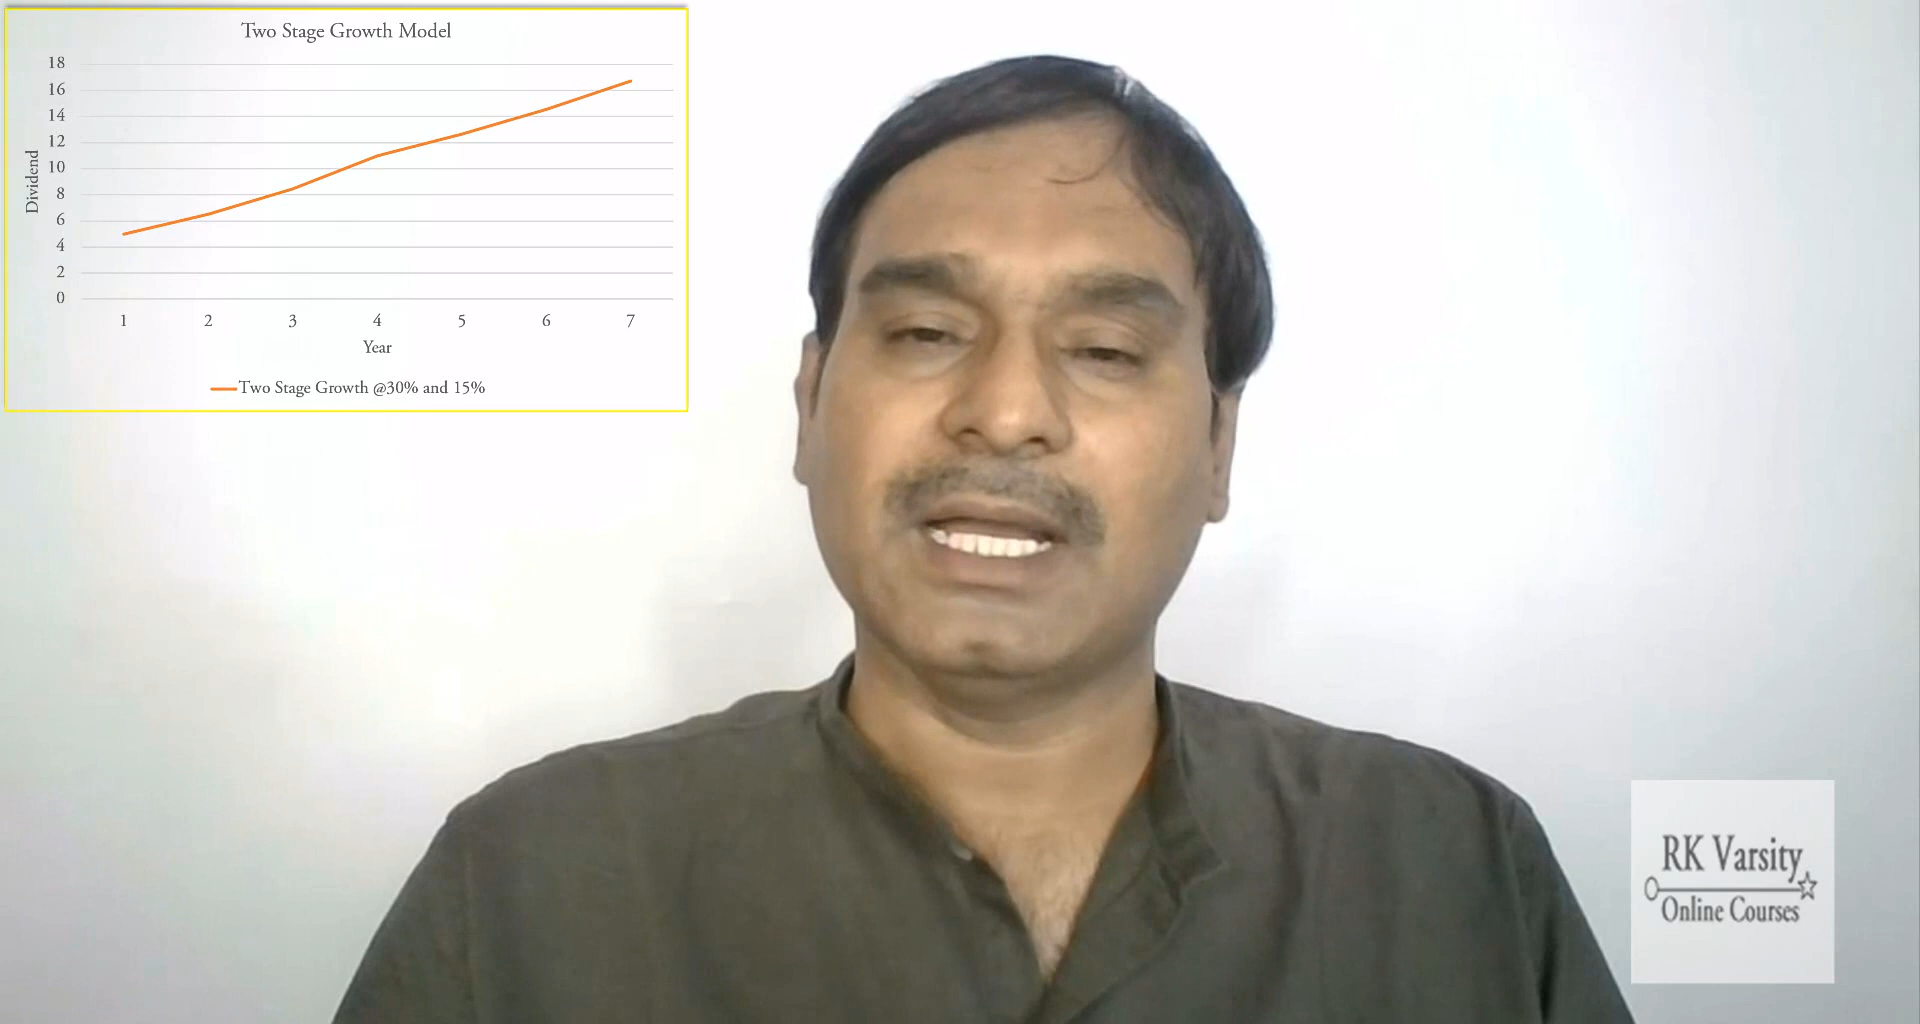 Two Stage Growth Model
18
16
14
12
10
8
6
4
2
0
Dividend
1 2 3 4 5 6 7
Year
Two Stage Growth @30% and 15%
RK Varsity
Online Courses